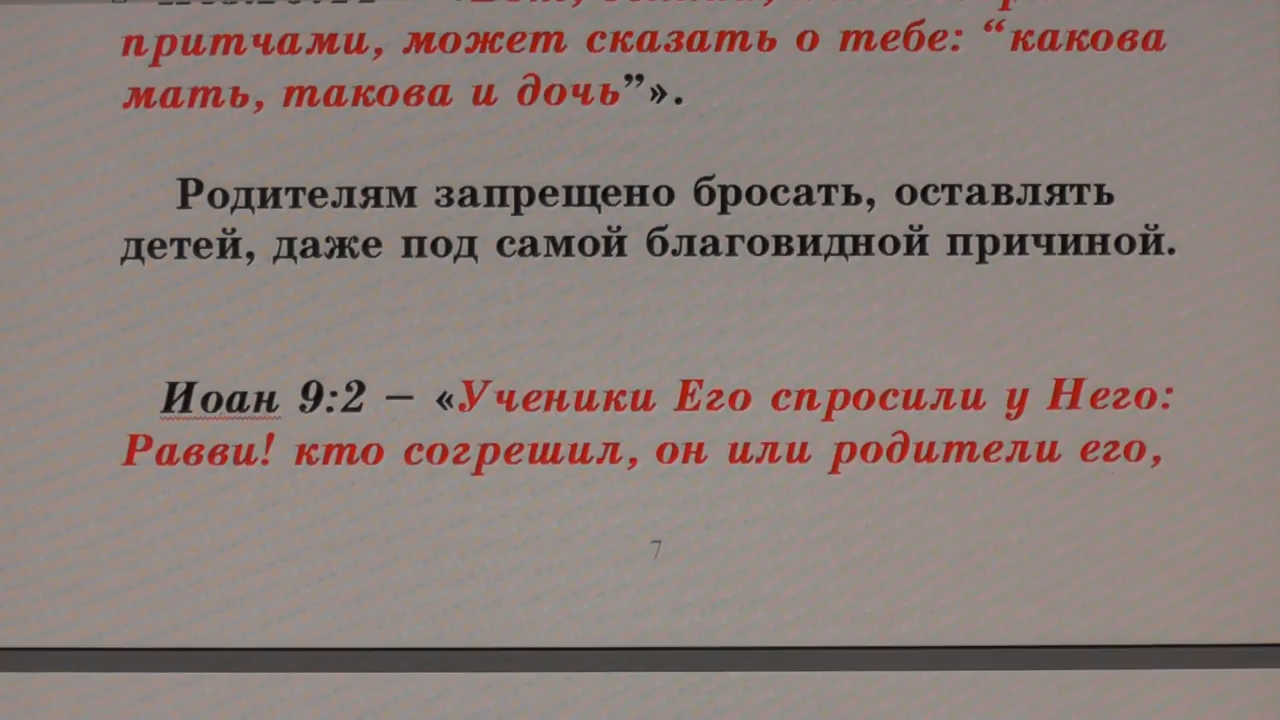 притчами, может сказать о тебе: “какова
мать, такова и дочь”».
Родителям запрещено бросать, оставлять
детей, даже под самой благовидной причиной.
Иоан 9:2 – «Ученики Его спросили у Него:
Равви! кто согрешил, он или родители его,
7